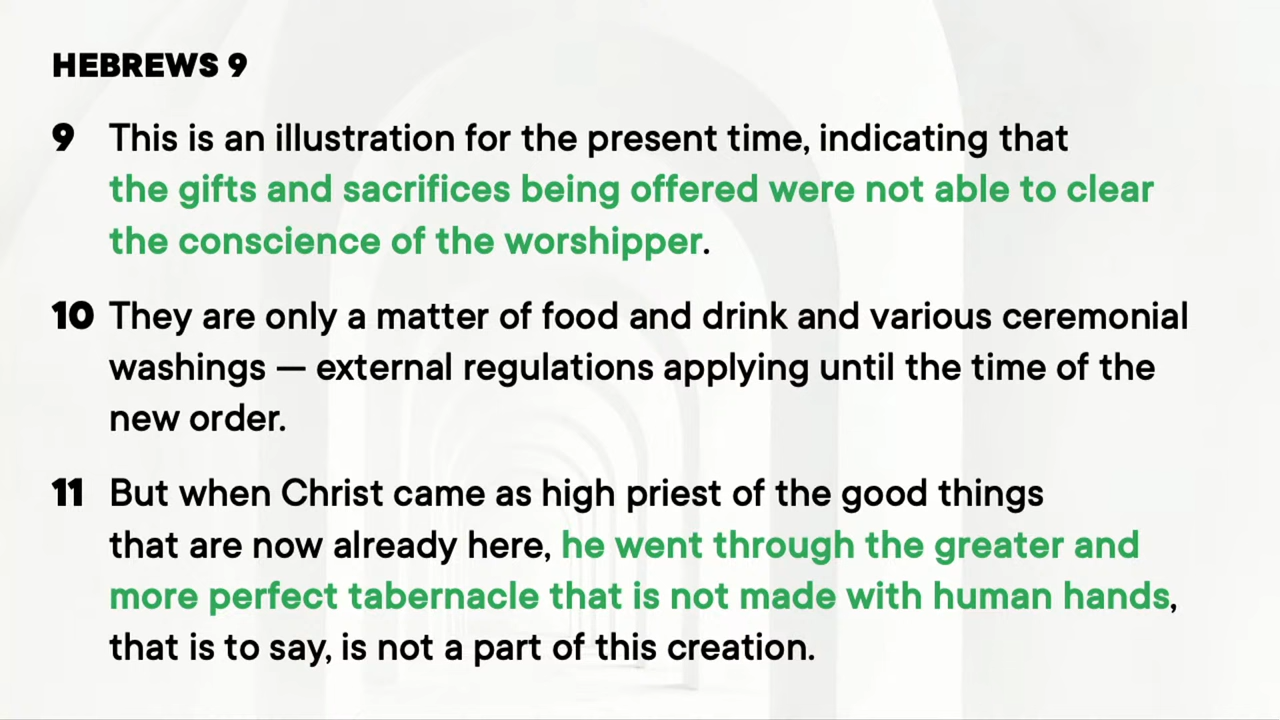 HEBREWS 9
9 This is an illustration for the present time, indicating that
the gifts and sacrifices being offered were not able to clear
the conscience of the worshipper.
10 They are only a matter of food and drink and various ceremonial
washings — external regulations applying until the time of the
new order.
11 But when Christ came as high priest of the good things
that are now already here, he went through the greater and
more perfect tabernacle that is not made with human hands,
that is to say, is not a part of this creation.